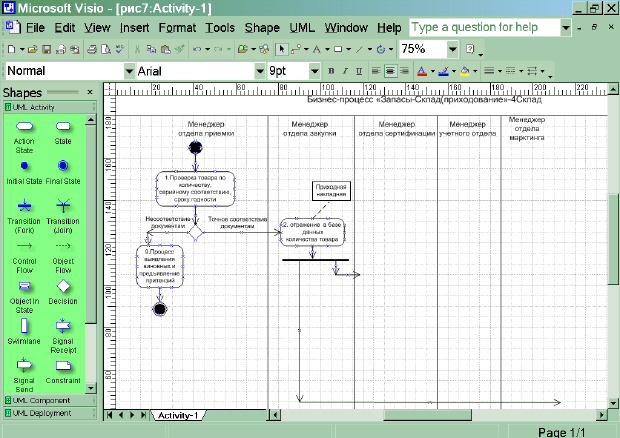 Microsoft Visio - [рис7:Activity-1]
File Edit View Insert Format Tools Shape UML Window Help Type a question for help
75%
Normal Arial 9pt
Shapes
UML Activity
Action State
State
Initial State
Final State
Transition (Fork)
Transition (Join)
Control Flow
Object Flow
Object in State
Decision
Swimlane
Signal Receipt
Signal Send
Constraint
UML Component
UML Deployment
Бизнес-процесс «Запасы-Склад(приходование)-4Склад
Менеджер
отдела приемки
Менеджер
отдела закупки
Менеджер
отдела сертификации
Менеджер
учетного отдела
Менеджер
отдела
марктинга
1.Проверка товара по
количеству,
серийному соответствию,
сроку годности
Несоответствие
документам
Точное соответствие
документам
Приходная
накладная
2. отражение в базе
данных
количества товара
9.Процесс
выявления
виновных и
предъявление
притензий
Activity-1
Page 1/1